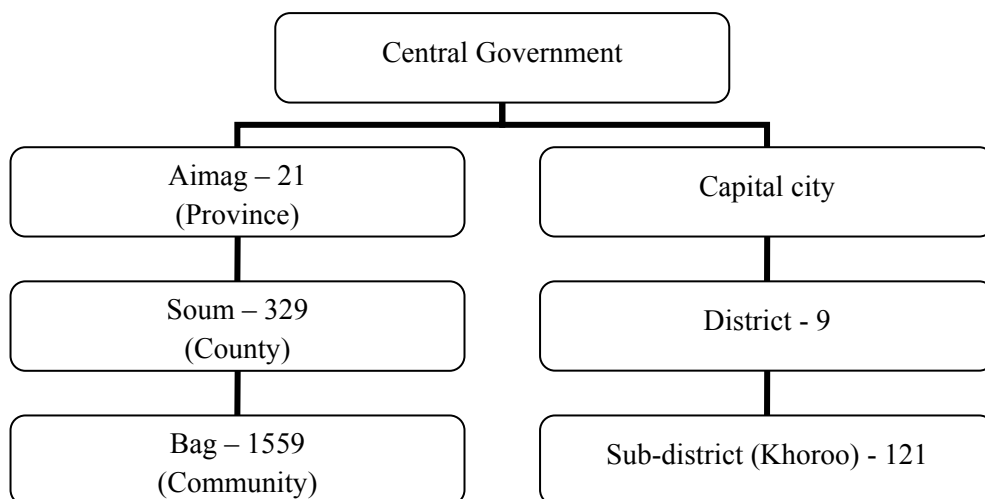 Central Government
Aimag – 21
(Province)
Capital city
Soum – 329
(County)
District - 9
Bag – 1559
(Community)
Sub-district (Khoroo) - 121